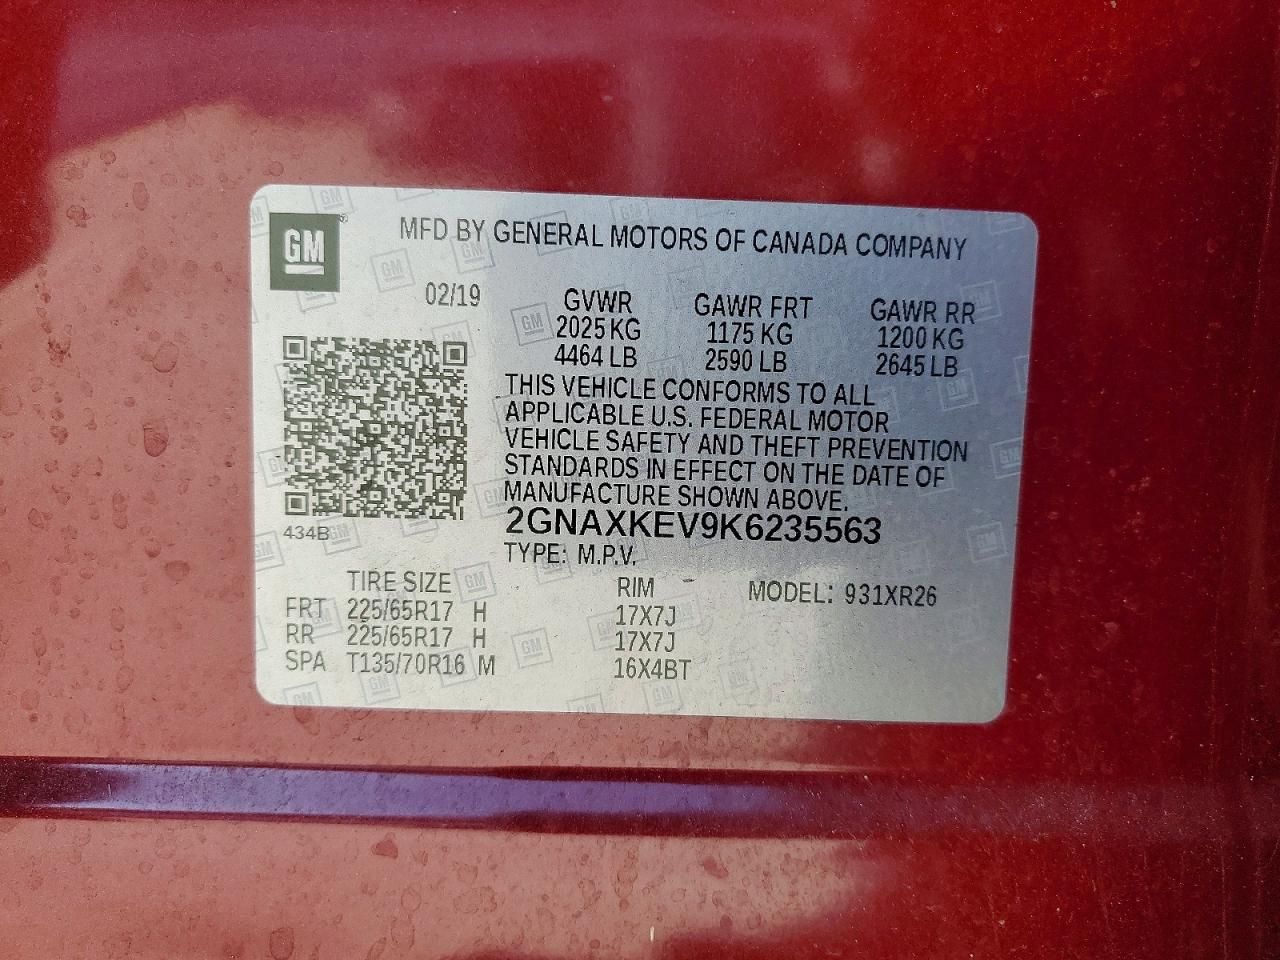 GM
MFD BY GENERAL MOTORS OF CANADA COMPANY
02/19
GVWR GAWR FRT GAWR RR
2025 KG 1175 KG 1200 KG
4464 LB 2590 LB 2645 LB
THIS VEHICLE CONFORMS TO ALL
APPLICABLE U.S. FEDERAL MOTOR
VEHICLE SAFETY AND THEFT PREVENTION
STANDARDS IN EFFECT ON THE DATE OF
MANUFACTURE SHOWN ABOVE.
434B
2GNAXKEV9K6235563
TYPE: M.P.V.
TIRE SIZE RIM MODEL: 931XR26
FRT 225/65R17 H 17X7J
RR 225/65R17 H 17X7J
SPA T135/70R16 M 16X4BT